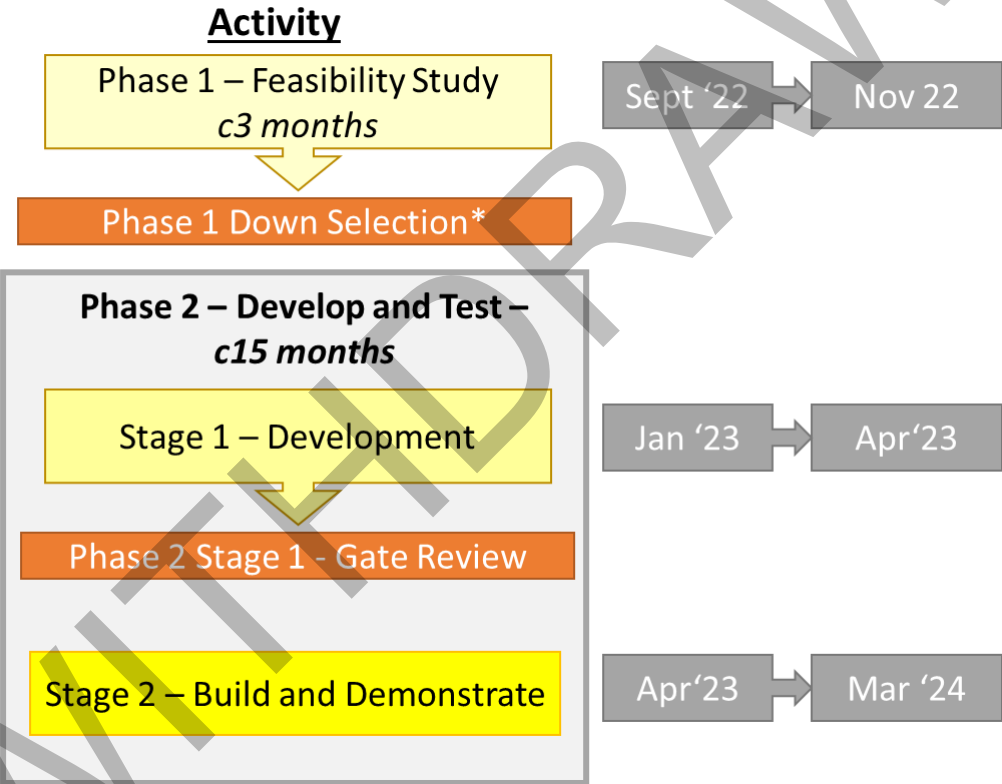 Activity
Phase 1 – Feasibility Study
c3 months
Sept ‘22
Nov 22
Phase 1 Down Selection*
Phase 2 – Develop and Test –
c15 months
Stage 1 – Development
Jan ‘23
Apr‘23
Phase 2 Stage 1 - Gate Review
Stage 2 – Build and Demonstrate
Apr‘23
Mar ‘24
WITHDRAW